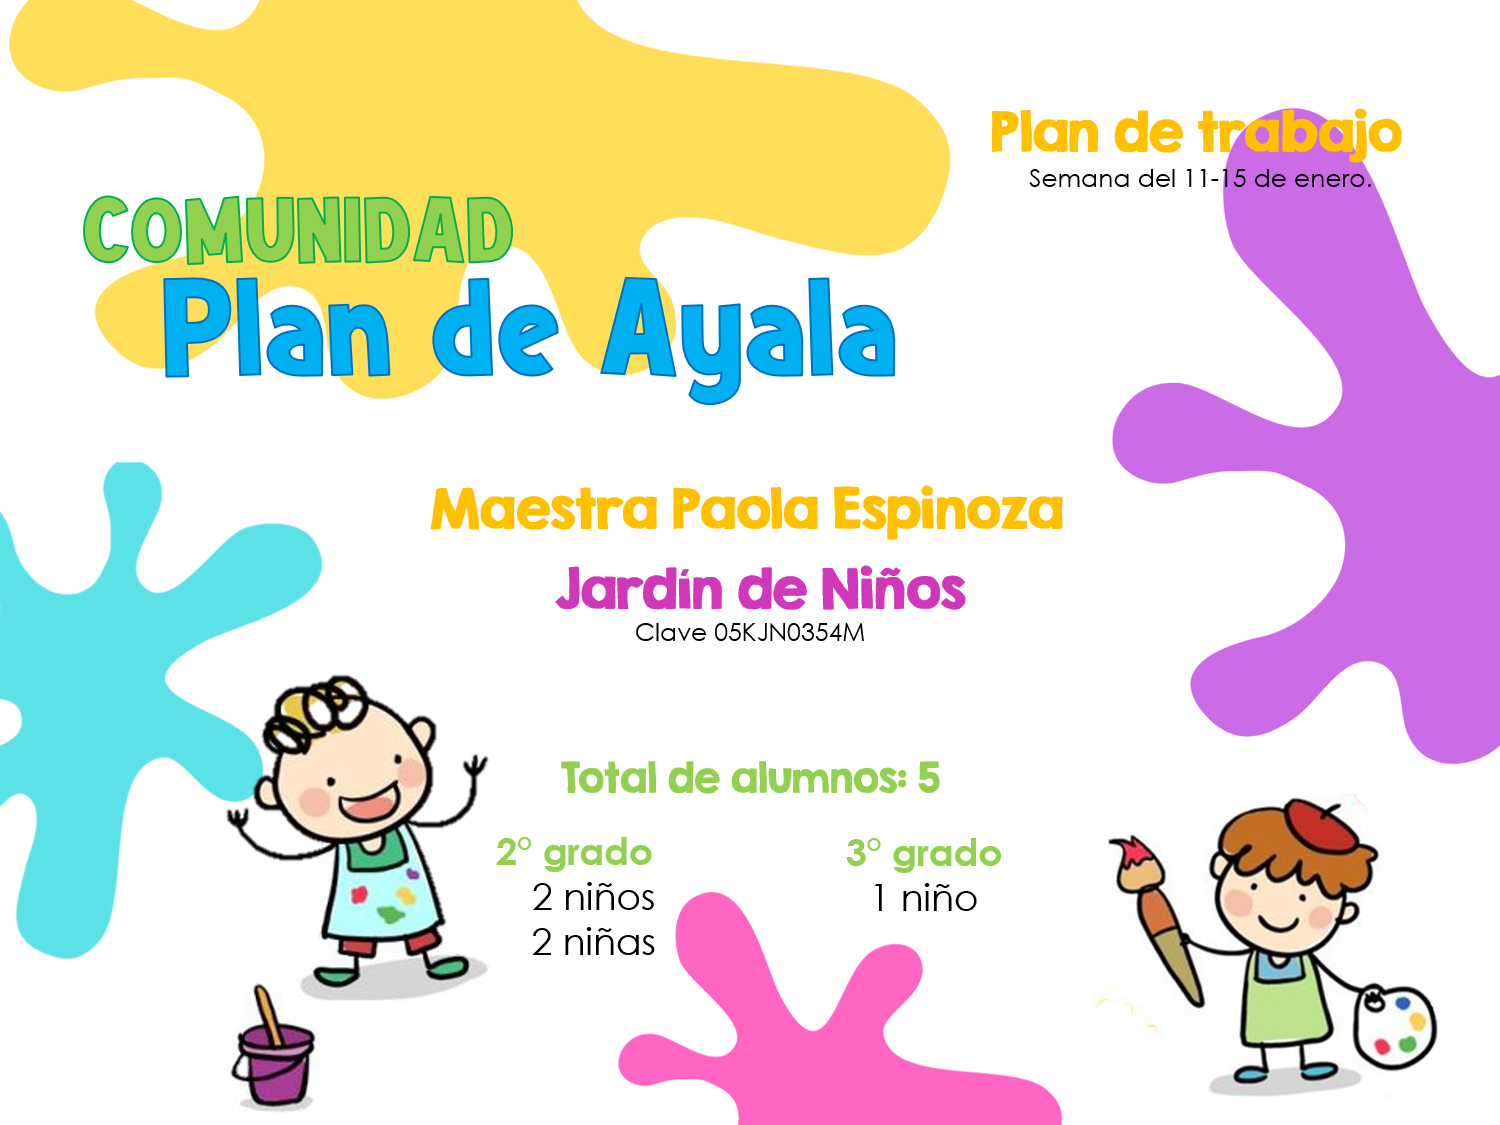 Plan de trabajo
Semana del 11-15 de enero.
COMUNIDAD
Plan de Ayala
Maestra Paola Espinoza
Jardín de Niños
Clave 05KJN0354M
Total de alumnos: 5
2° grado
2 niños
2 niñas
3° grado
1 niño